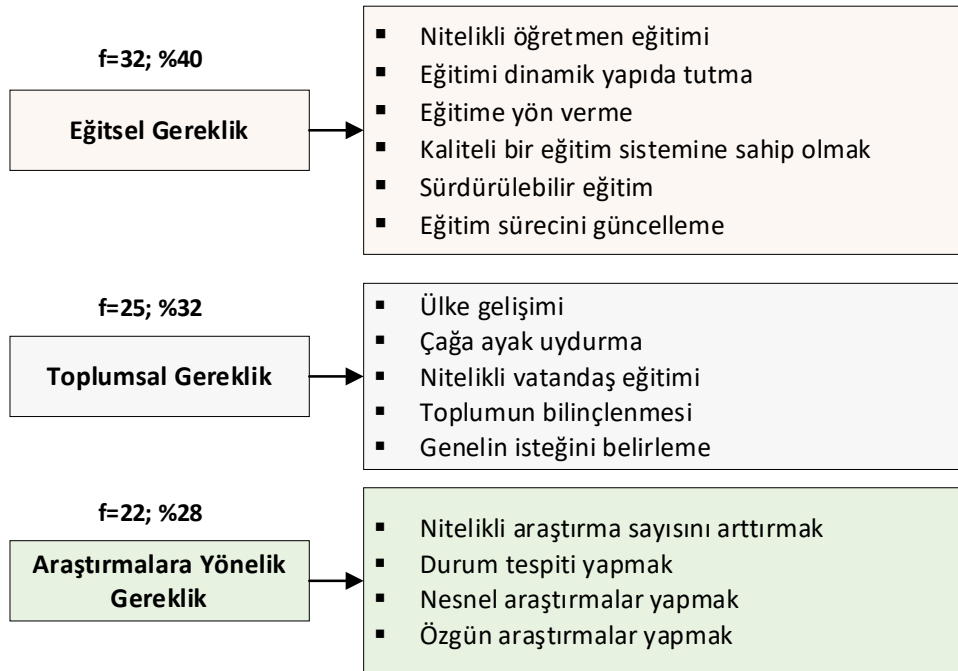 f=32; %40
Eğitsel Gereklik
▪ Nitelikli öğretmen eğitimi
▪ Eğitimi dinamik yapıda tutma
▪ Eğitime yön verme
▪ Kaliteli bir eğitim sistemine sahip olmak
▪ Sürdürülebilir eğitim
▪ Eğitim sürecini güncelleme
f=25; %32
Toplumsal Gereklik
▪ Ülke gelişimi
▪ Çağa ayak uydurma
▪ Nitelikli vatandaş eğitimi
▪ Toplumun bilinçlenmesi
▪ Genelin isteğini belirleme
f=22; %28
Araştırmalara Yönelik
Gereklik
▪ Nitelikli araştırma sayısını arttırmak
▪ Durum tespiti yapmak
▪ Nesnel araştırmalar yapmak
▪ Özgün araştırmalar yapmak